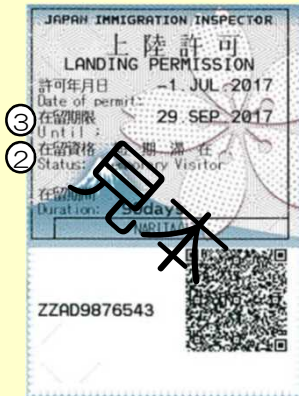 JAPAN IMMIGRATION INSPECTOR
上陸許可
LANDING PERMISSION
許可年月日 -1. JUL. 2017
Date of permit:
③ 在留期限 29. SEP. 2017
Until :
② 在留資格 短期滞在
Status: Visitor
在留期間
Duration: 90days
NARITA
見本
ZZAD9876543